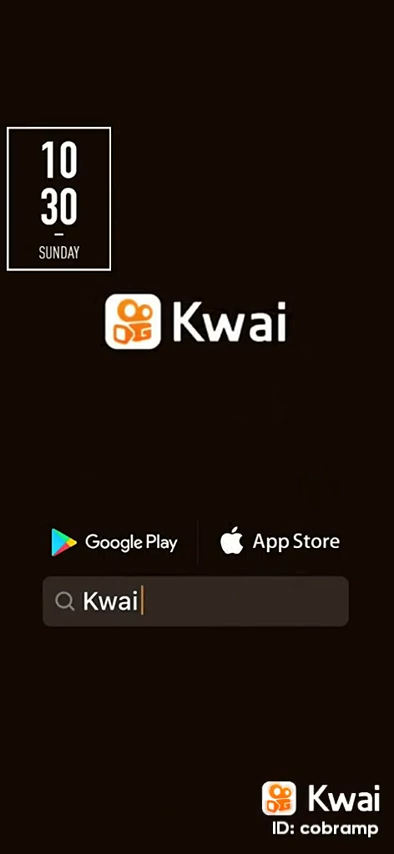 10
30
SUNDAY
Kwai
Google Play
App Store
Kwai
Kwai
ID: cobramp